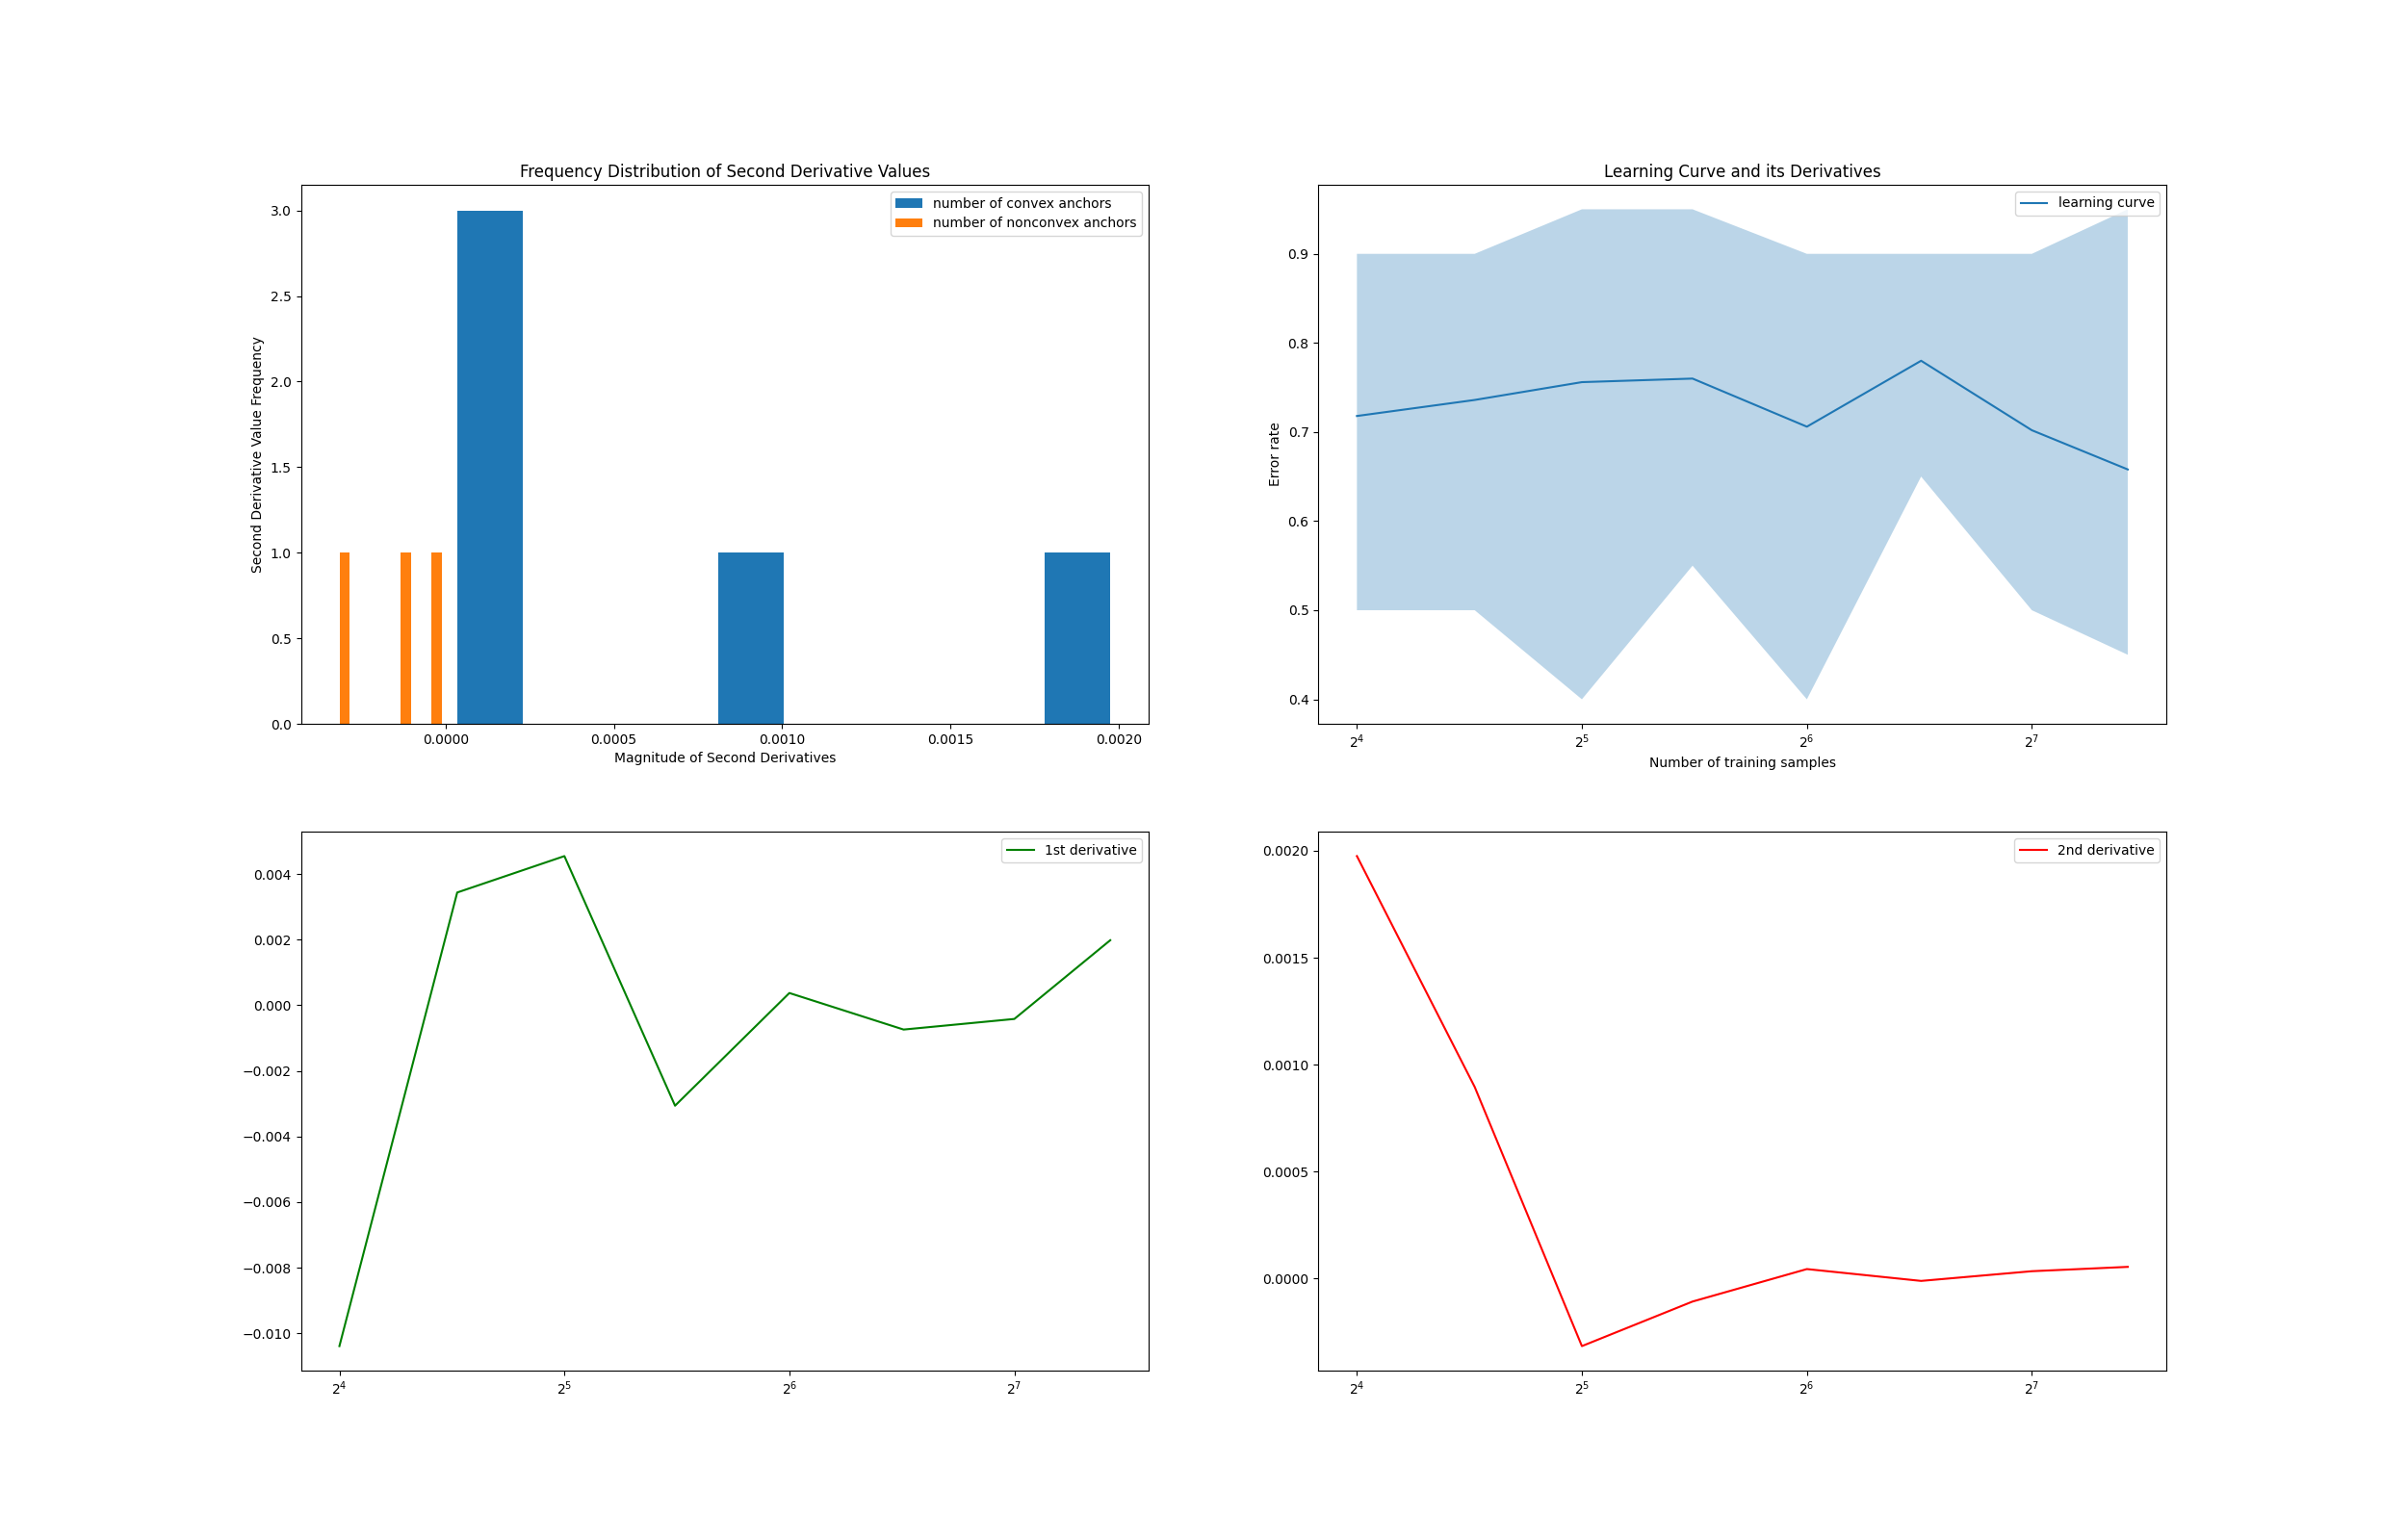 Frequency Distribution of Second Derivative Values
number of convex anchors
number of nonconvex anchors
Second Derivative Value Frequency
3.0
2.5
2.0
1.5
1.0
0.5
0.0
0.0000 0.0005 0.0010 0.0015 0.0020
Magnitude of Second Derivatives
Learning Curve and its Derivatives
learning curve
Error rate
0.9
0.8
0.7
0.6
0.5
0.4
2⁴ 2⁵ 2⁶ 2⁷
Number of training samples
1st derivative
0.004
0.002
0.000
−0.002
−0.004
−0.006
−0.008
−0.010
2⁴ 2⁵ 2⁶ 2⁷
2nd derivative
0.0020
0.0015
0.0010
0.0005
0.0000
2⁴ 2⁵ 2⁶ 2⁷